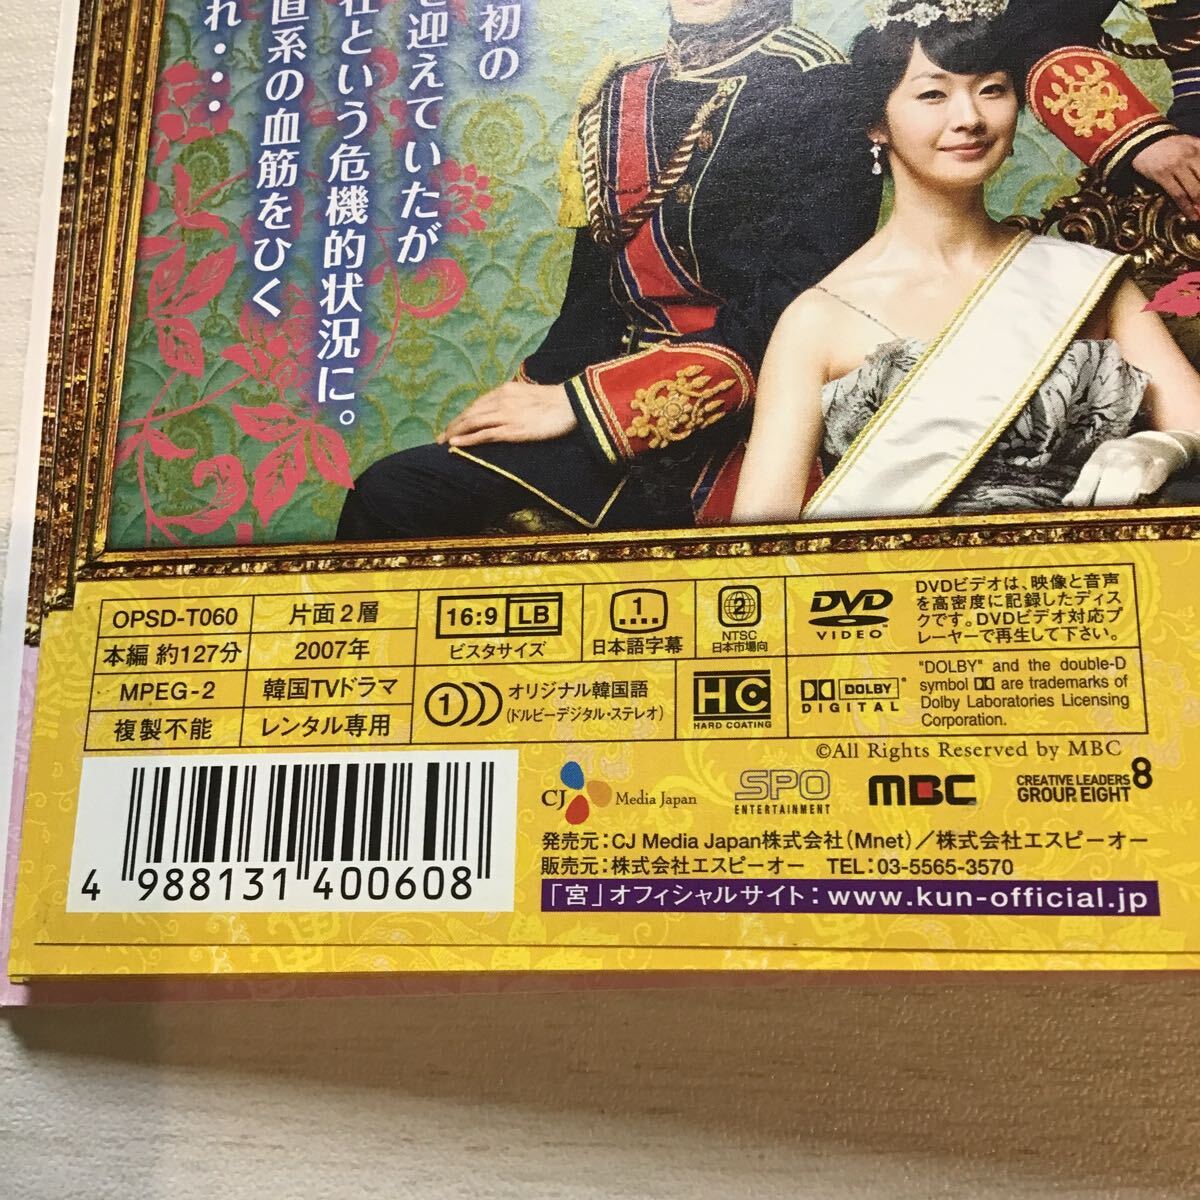 初の
を迎えていたが
荘という危機的状況に。
直系の血筋をひく
れ・・・
OPSD-T060
片面2層
本編 約127分
2007年
MPEG-2
韓国TVドラマ
複製不能
レンタル専用
16:9 LB
ビスタサイズ
1
日本語字幕
2
NTSC
日本市場向
DVD
VIDEO
DVDビデオは、映像と音声
を高密度に記録したディス
クです。DVDビデオ対応プ
レーヤーで再生して下さい。
1
オリジナル韓国語
(ドルビーデジタル・ステレオ)
HC
HARD COATING
DOLBY
DIGITAL
"DOLBY" and the double-D
symbol DD are trademarks of
Dolby Laboratories Licensing
Corporation.
©All Rights Reserved by MBC
CJ Media Japan
SPO
ENTERTAINMENT
MBC
CREATIVE LEADERS
GROUP EIGHT 8
発売元:CJ Media Japan株式会社(Mnet)/株式会社エスピーオー
販売元:株式会社エスピーオー TEL:03-5565-3570
「宮」オフィシャルサイト:www.kun-official.jp
4 988131 400608